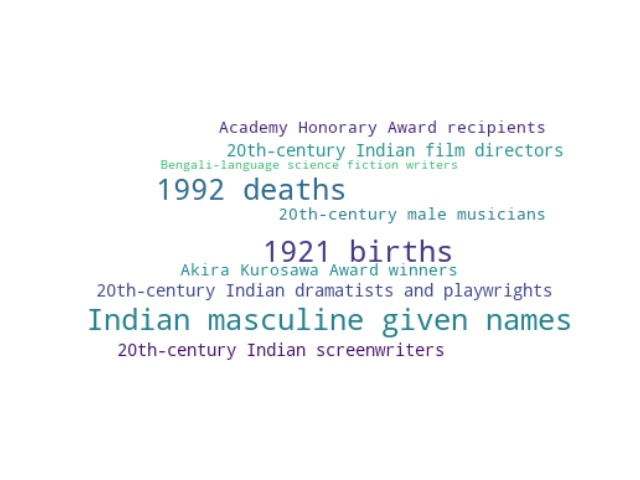 Academy Honorary Award recipients
20th-century Indian film directors
Bengali-language science fiction writers
1992 deaths
20th-century male musicians
1921 births
Akira Kurosawa Award winners
20th-century Indian dramatists and playwrights
Indian masculine given names
20th-century Indian screenwriters